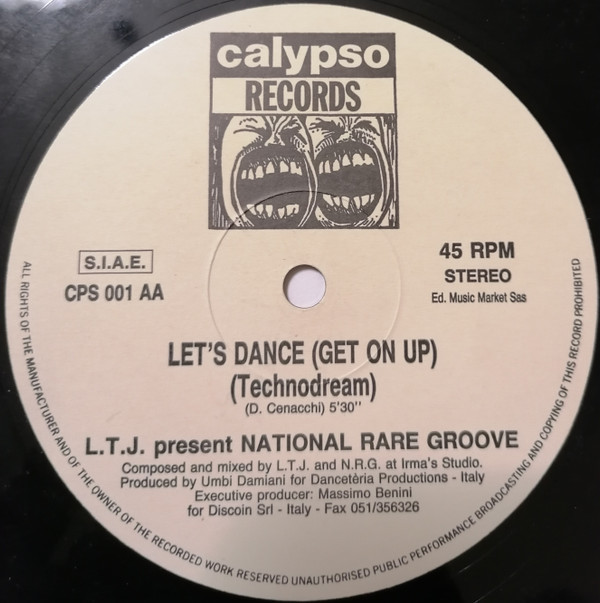 calypso
RECORDS
S.I.A.E.
CPS 001 AA
45 RPM
STEREO
Ed. Music Market Sas
LET'S DANCE (GET ON UP)
(Technodream)
(D. Cenacchi) 5'30"
L.T.J. present NATIONAL RARE GROOVE
Composed and mixed by L.T.J. and N.R.G. at Irma's Studio.
Produced by Umbi Damiani for Dancetèria Productions - Italy
Executive producer: Massimo Benini
for Discoin Srl - Italy - Fax 051/356326
ALL RIGHTS OF THE MANUFACTURER AND OF THE OWNER OF THE RECORDED WORK RESERVED UNAUTHORISED PUBLIC PERFORMANCE BROADCASTING AND COPYING OF THIS RECORD PROHIBITED